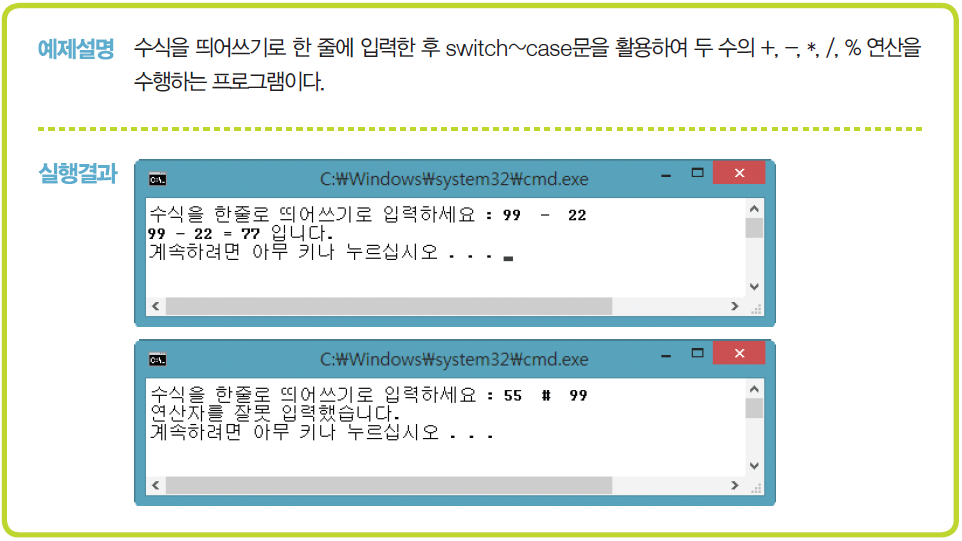 예제설명 수식을 띄어쓰기로 한 줄에 입력한 후 switch~case문을 활용하여 두 수의 +, −, *, /, % 연산을
수행하는 프로그램이다.
실행결과
C:\. C:₩Windows₩system32₩cmd.exe
수식을 한줄로 띄어쓰기로 입력하세요 : 99  -  22
99 - 22 = 77 입니다.
계속하려면 아무 키나 누르십시오 . . .
C:\. C:₩Windows₩system32₩cmd.exe
수식을 한줄로 띄어쓰기로 입력하세요 : 55  #  99
연산자를 잘못 입력했습니다.
계속하려면 아무 키나 누르십시오 . . .